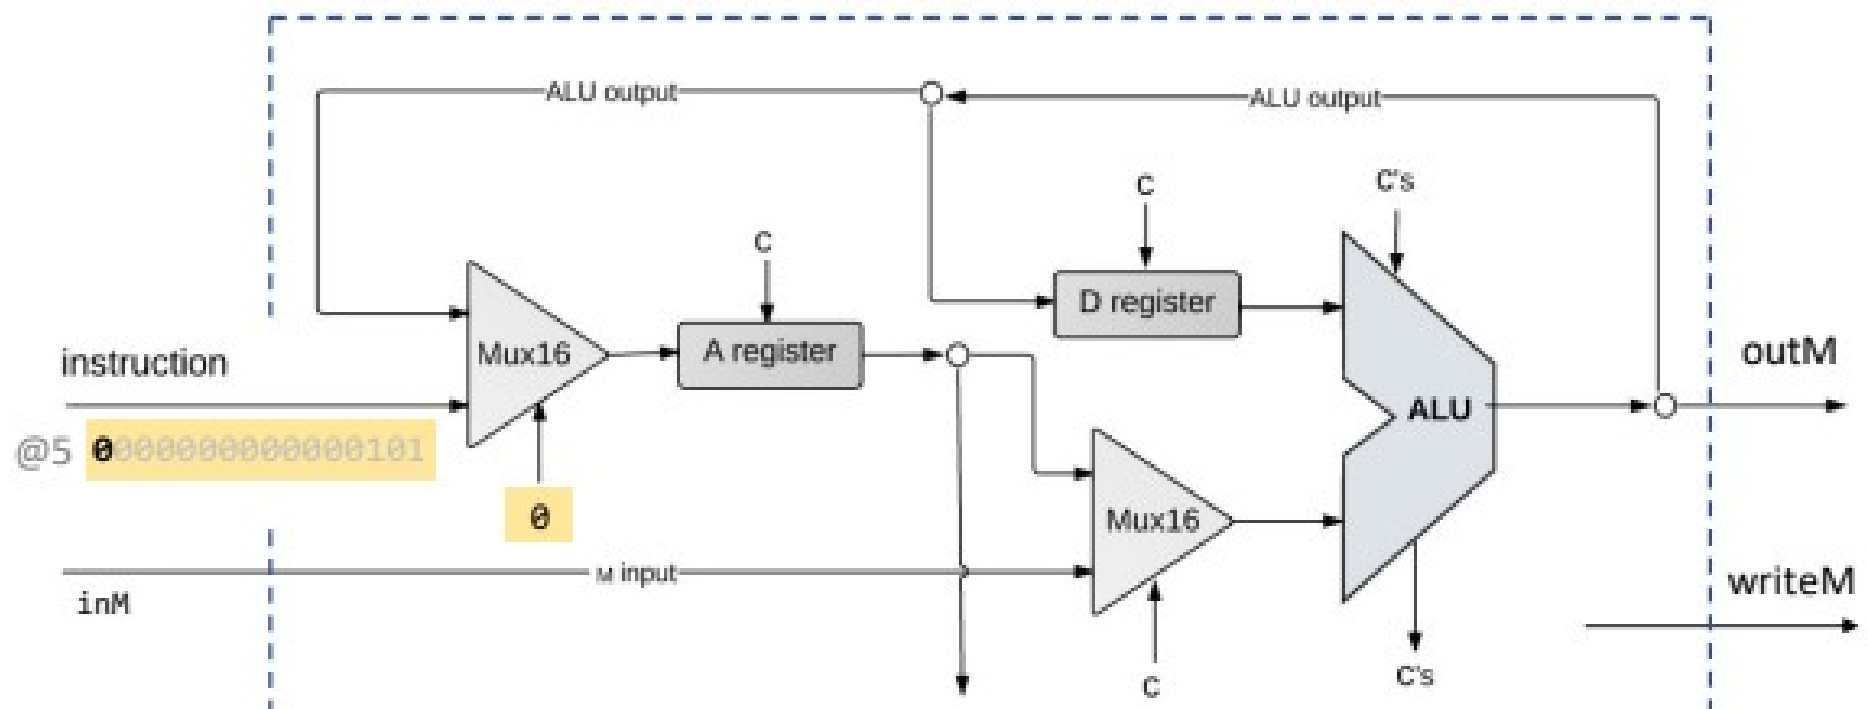 ALU output
ALU output
C
C's
C
D register
Mux16
A register
instruction
outM
ALU
@5 0000000000000101
0
Mux16
M input
inM
writeM
C
C's